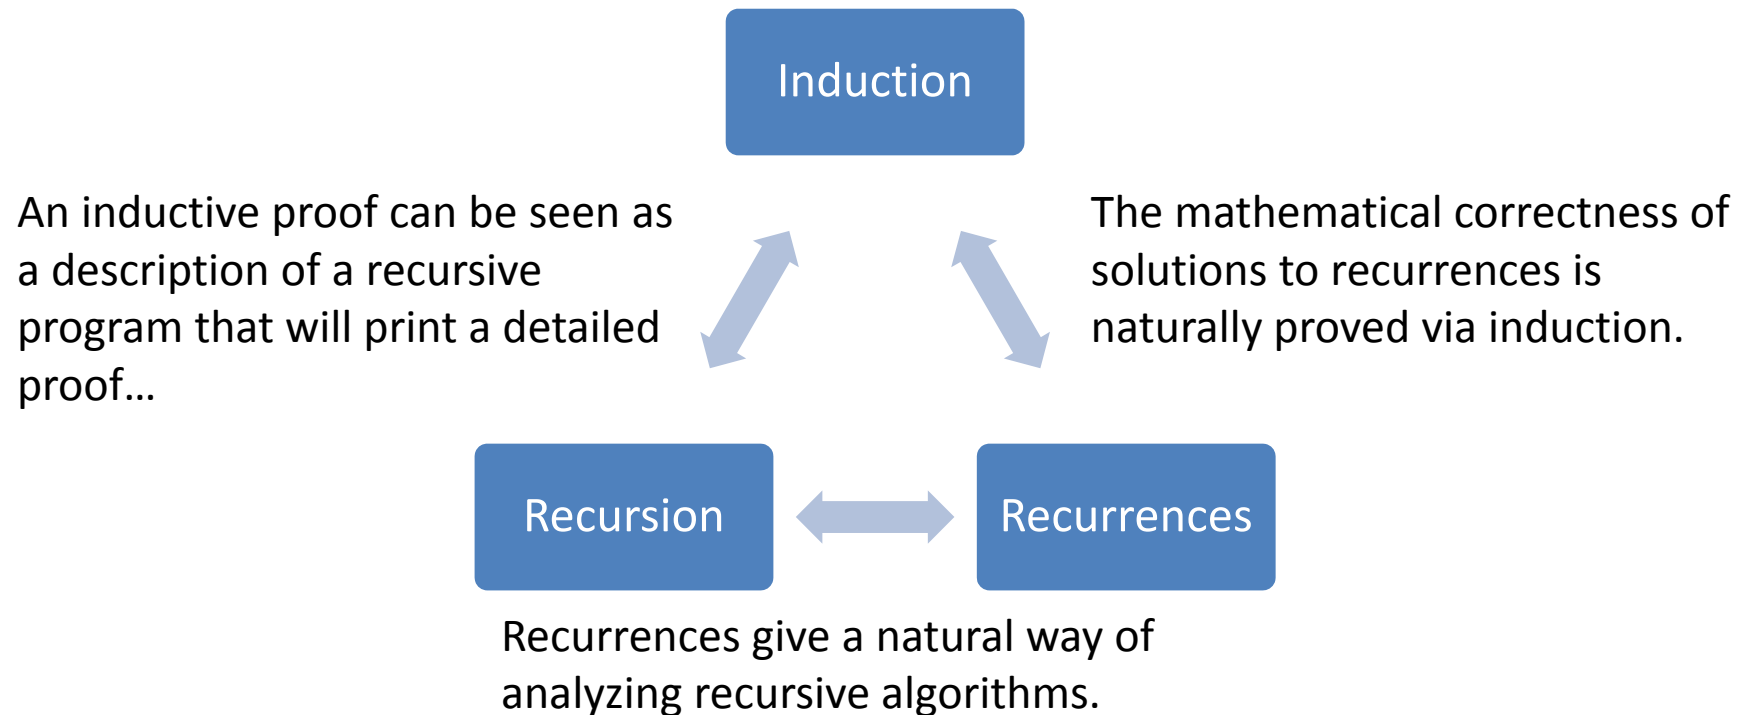 Induction
An inductive proof can be seen as
a description of a recursive
program that will print a detailed
proof…
The mathematical correctness of
solutions to recurrences is
naturally proved via induction.
Recursion
Recurrences
Recurrences give a natural way of
analyzing recursive algorithms.